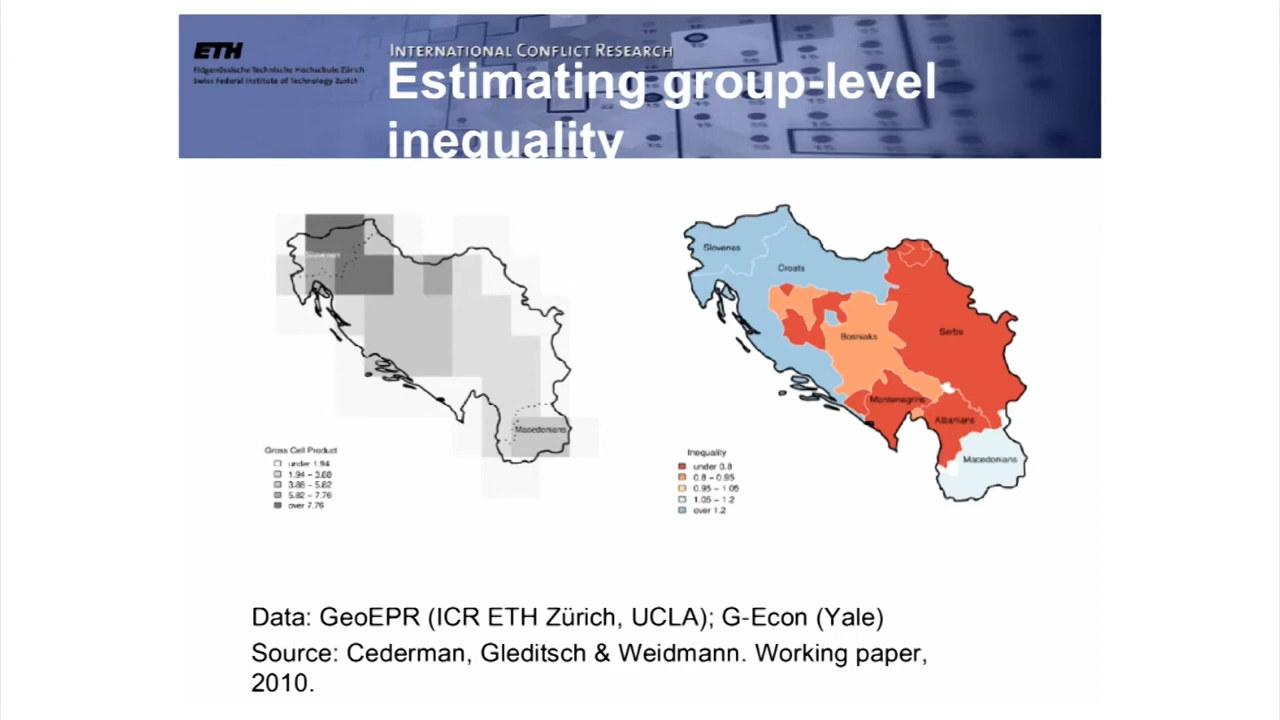 ETH
Eidgenössische Technische Hochschule Zürich
Swiss Federal Institute of Technology Zurich
INTERNATIONAL CONFLICT RESEARCH
Estimating group-level
inequality
Macedonians
Gross Cell Product
under 1.94
1.94 – 3.88
3.88 – 5.82
5.82 – 7.76
over 7.76
Slovenes
Croats
Serbs
Bosniaks
Montenegrins
Albanians
Macedonians
Inequality
under 0.8
0.8 – 0.95
0.95 – 1.05
1.05 – 1.2
over 1.2
Data: GeoEPR (ICR ETH Zürich, UCLA); G-Econ (Yale)
Source: Cederman, Gleditsch & Weidmann. Working paper,
2010.